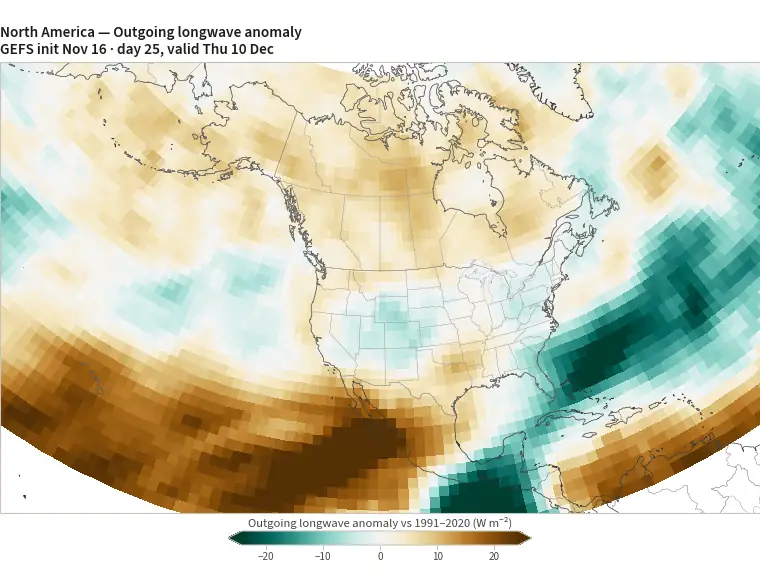 North America — Outgoing longwave anomaly
GEFS init Nov 16 · day 25, valid Thu 10 Dec
Outgoing longwave anomaly vs 1991–2020 (W m⁻²)
−20 −10 0 10 20